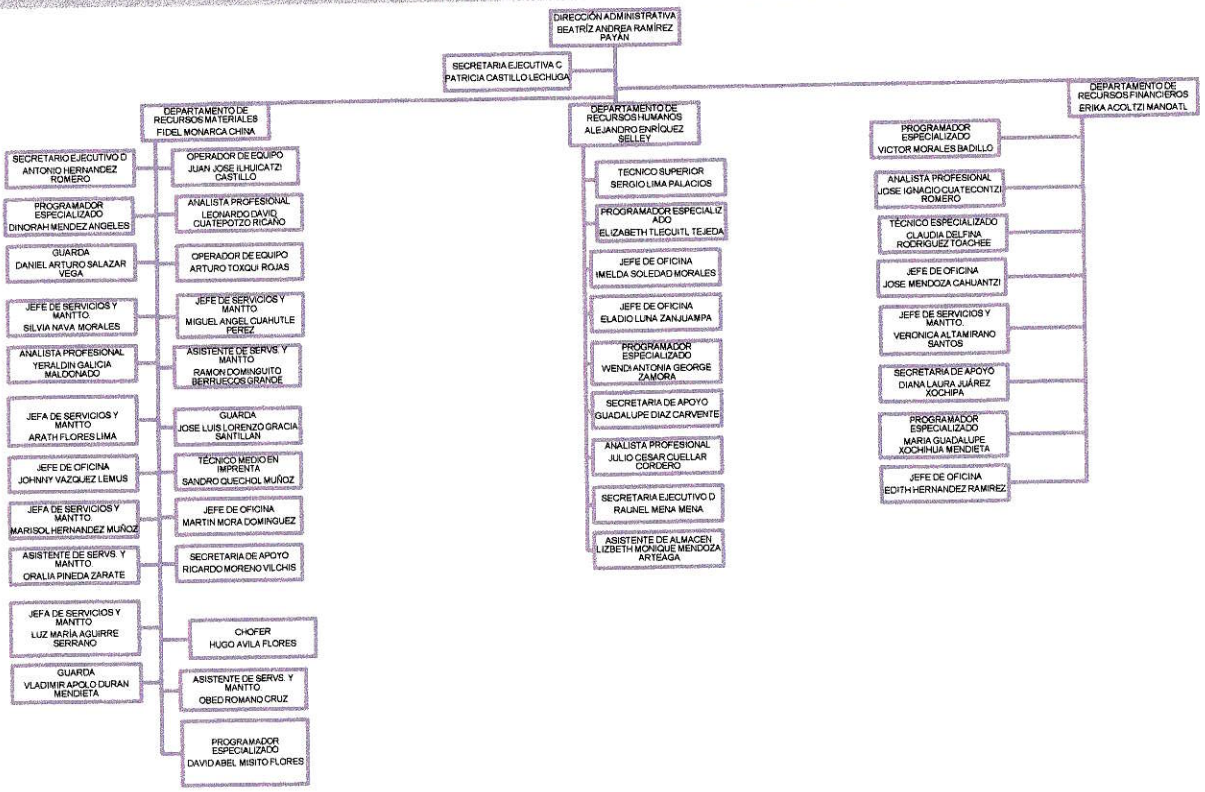 DIRECCIÓN ADMINISTRATIVA
BEATRÍZ ANDREA RAMÍREZ
PAYÁN
SECRETARIA EJECUTIVA C
PATRICIA CASTILLO LECHUGA
DEPARTAMENTO DE
RECURSOS MATERIALES
FIDEL MONARCA CHINA
SECRETARIO EJECUTIVO D
ANTONIO HERNANDEZ
ROMERO
OPERADOR DE EQUIPO
JUAN JOSE ILHUICATZI
CASTILLO
PROGRAMADOR
ESPECIALIZADO
DINORAH MENDEZ ANGELES
ANALISTA PROFESIONAL
LEONARDO DAVID
CUATEPOTZO RICAÑO
GUARDA
DANIEL ARTURO SALAZAR
VEGA
OPERADOR DE EQUIPO
ARTURO TOXQUI ROJAS
JEFE DE SERVICIOS Y
MANTTO.
SILVIA NAVA MORALES
JEFE DE SERVICIOS Y
MANTTO
MIGUEL ANGEL CUAHUTLE
PEREZ
ANALISTA PROFESIONAL
YERALDIN GALICIA
MALDONADO
ASISTENTE DE SERVS. Y
MANTTO
RAMON DOMINGUITO
BERRUECOS GRANDE
JEFA DE SERVICIOS Y
MANTTO
ARATH FLORES LIMA
GUARDA
JOSE LUIS LORENZO GRACIA
SANTILLAN
JEFE DE OFICINA
JOHNNY VAZQUEZ LEMUS
TÉCNICO MEDIO EN
IMPRENTA
SANDRO QUECHOL MUÑOZ
JEFA DE SERVICIOS Y
MANTTO.
MARISOL HERNANDEZ MUÑOZ
JEFE DE OFICINA
MARTIN MORA DOMINGUEZ
ASISTENTE DE SERVS. Y
MANTTO.
ORALIA PINEDA ZARATE
SECRETARIA DE APOYO
RICARDO MORENO VILCHIS
JEFA DE SERVICIOS Y
MANTTO
LUZ MARÍA AGUIRRE
SERRANO
CHOFER
HUGO AVILA FLORES
GUARDA
VLADIMIR APOLO DURAN
MENDIETA
ASISTENTE DE SERVS. Y
MANTTO.
OBED ROMANO CRUZ
PROGRAMADOR
ESPECIALIZADO
DAVID ABEL MISITO FLORES
DEPARTAMENTO DE
RECURSOS HUMANOS
ALEJANDRO ENRÍQUEZ
SELLEY
TECNICO SUPERIOR
SERGIO LIMA PALACIOS
PROGRAMADOR ESPECIALIZ
ADO
ELIZABETH TLECUITL TEJEDA
JEFE DE OFICINA
IMELDA SOLEDAD MORALES
JEFE DE OFICINA
ELADIO LUNA ZANJUAMPA
PROGRAMADOR
ESPECIALIZADO
WENDI ANTONIA GEORGE
ZAMORA
SECRETARIA DE APOYO
GUADALUPE DIAZ CARVENTE
ANALISTA PROFESIONAL
JULIO CESAR CUELLAR
CORDERO
SECRETARIA EJECUTIVO D
RAUNEL MENA MENA
ASISTENTE DE ALMACEN
LIZBETH MONIQUE MENDOZA
ARTEAGA
DEPARTAMENTO DE
RECURSOS FINANCIEROS
ERIKA ACOLTZI MANOATL
PROGRAMADOR
ESPECIALIZADO
VICTOR MORALES BADILLO
ANALISTA PROFESIONAL
JOSE IGNACIO CUATECONTZI
ROMERO
TÉCNICO ESPECIALIZADO
CLAUDIA DELFINA
RODRIGUEZ TOACHEE
JEFE DE OFICINA
JOSE MENDOZA CAHUANTZI
JEFE DE SERVICIOS Y
MANTTO.
VERONICA ALTAMIRANO
SANTOS
SECRETARIA DE APOYO
DIANA LAURA JUÁREZ
XOCHIPA
PROGRAMADOR
ESPECIALIZADO
MARIA GUADALUPE
XOCHIHUA MENDIETA
JEFE DE OFICINA
EDITH HERNANDEZ RAMIREZ